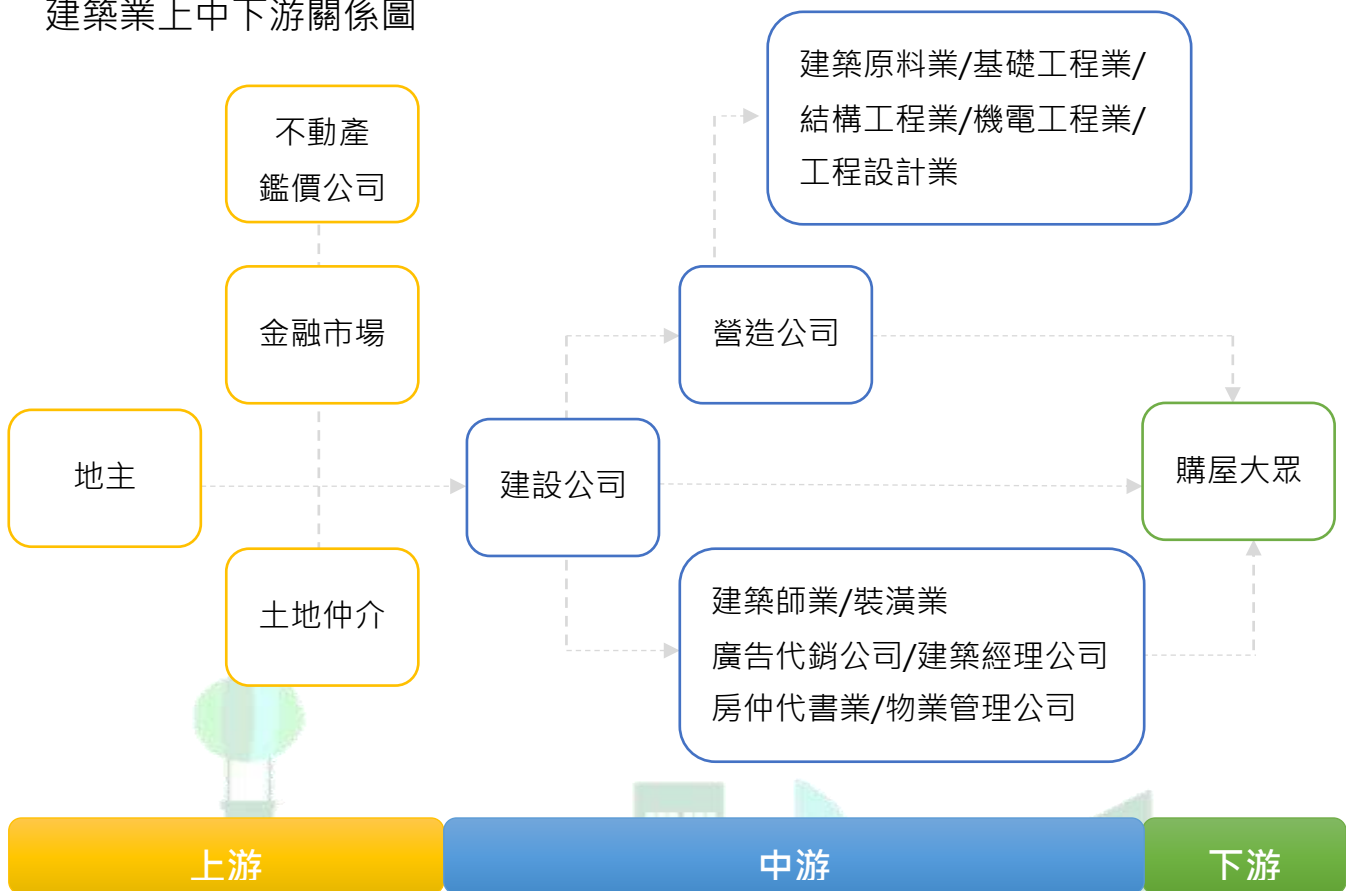 建築業上中下游關係圖
不動產
鑑價公司
金融市場
地主
土地仲介
建設公司
建築原料業/基礎工程業/
結構工程業/機電工程業/
工程設計業
營造公司
建築師業/裝潢業
廣告代銷公司/建築經理公司
房仲代書業/物業管理公司
購屋大眾
上游
中游
下游